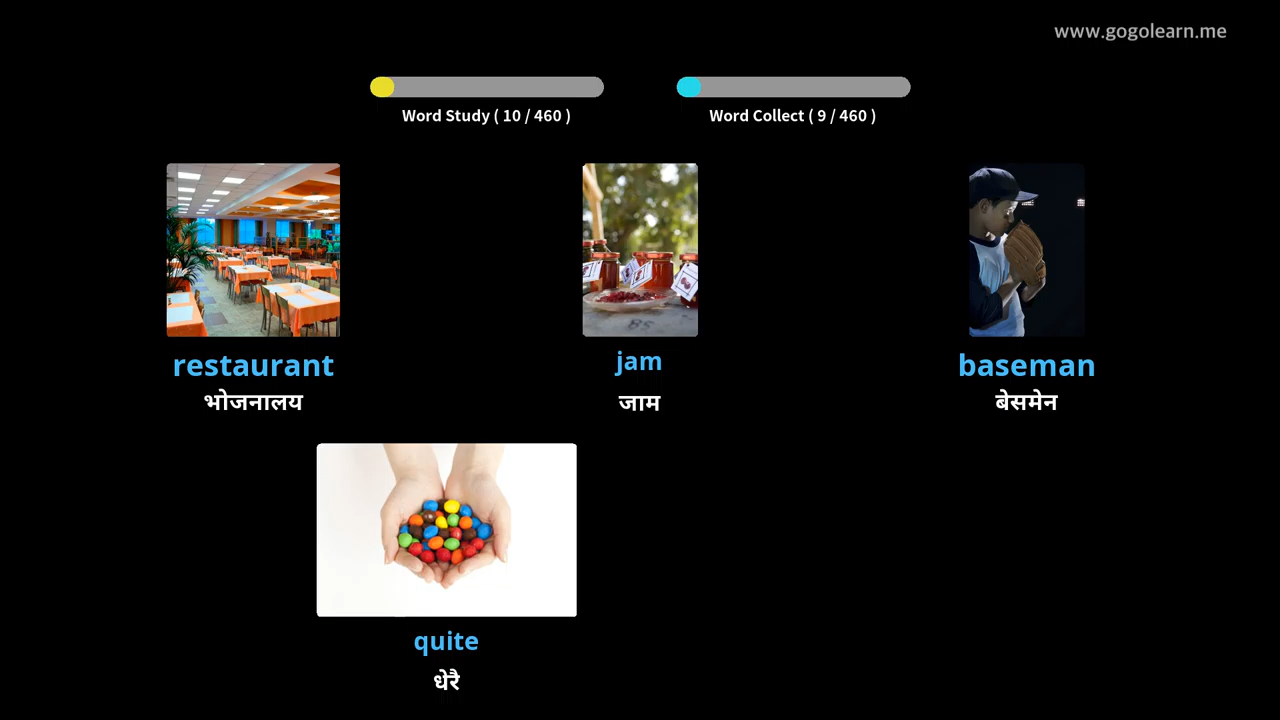 www.gogolearn.me
Word Study ( 10 / 460 )
Word Collect ( 9 / 460 )
restaurant
भोजनालय
jam
जाम
baseman
बेसमेन
quite
धेरै